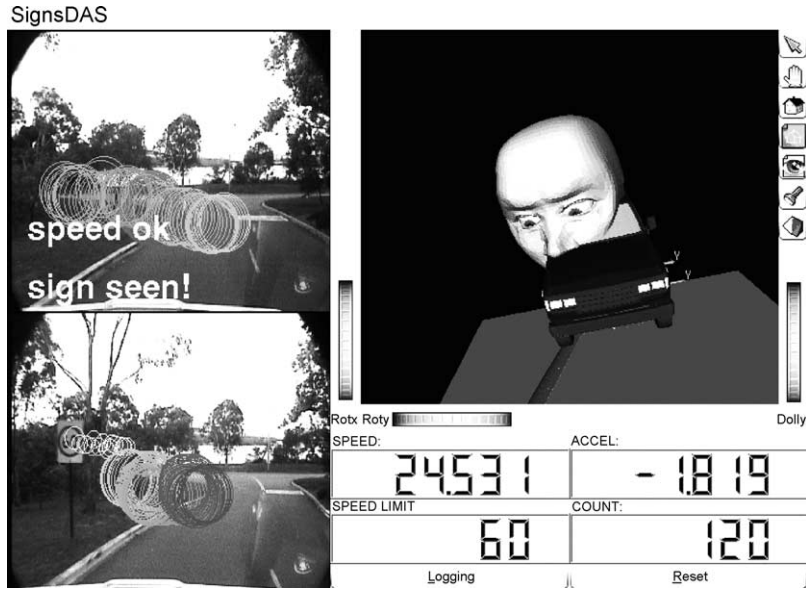 SignsDAS
speed ok
sign seen!
Rotx Roty
Dolly
SPEED:
24.531
ACCEL:
-1.819
SPEED LIMIT
60
COUNT:
120
Logging
Reset
Y
Y